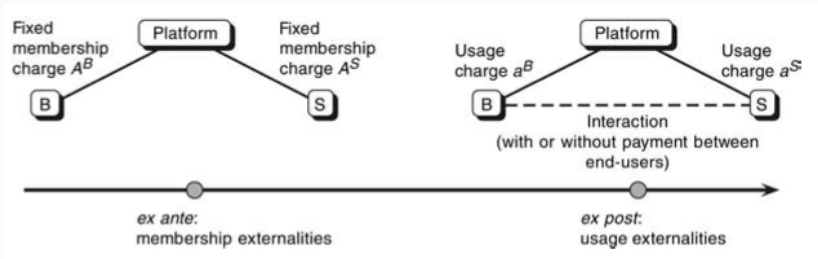 Fixed
membership
charge A^B
Platform
Fixed
membership
charge A^S
B
S
Usage
charge a^B
Platform
Usage
charge a^S
B
S
Interaction
(with or without payment between
end-users)
ex ante:
membership externalities
ex post:
usage externalities